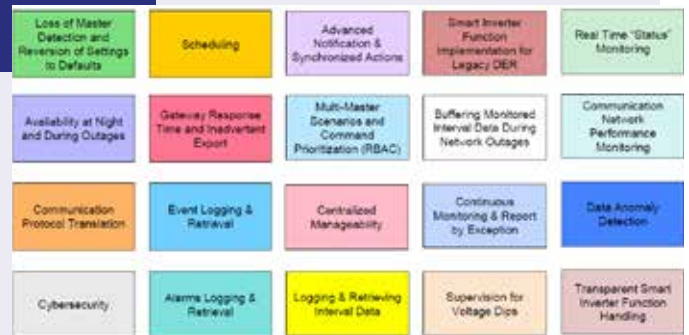 Loss of Master
Detection and
Reversion of Settings
to Defaults
Scheduling
Advanced
Notification &
Synchronized Actions
Smart Inverter
Function
Implementation for
Legacy DER
Real Time "Status"
Monitoring
Availability at Night
and During Outages
Gateway Response
Time and Inadvertent
Export
Multi-Master
Scenarios and
Command
Prioritization (RBAC)
Buffering Monitored
Interval Data During
Network Outages
Communication
Network
Performance
Monitoring
Communication
Protocol Translation
Event Logging &
Retrieval
Centralized
Manageability
Continuous
Monitoring & Report
by Exception
Data Anomaly
Detection
Cybersecurity
Alarms Logging &
Retrieval
Logging & Retrieving
Interval Data
Supervision for
Voltage Dips
Transparent Smart
Inverter Function
Handling